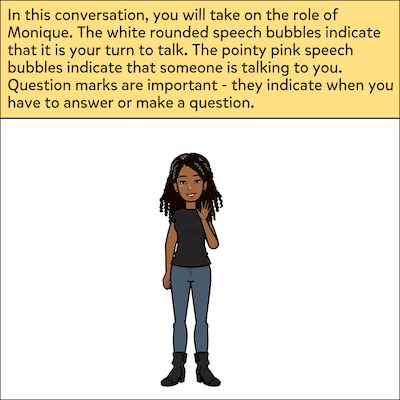 In this conversation, you will take on the role of
Monique. The white rounded speech bubbles indicate
that it is your turn to talk. The pointy pink speech
bubbles indicate that someone is talking to you.
Question marks are important - they indicate when you
have to answer or make a question.